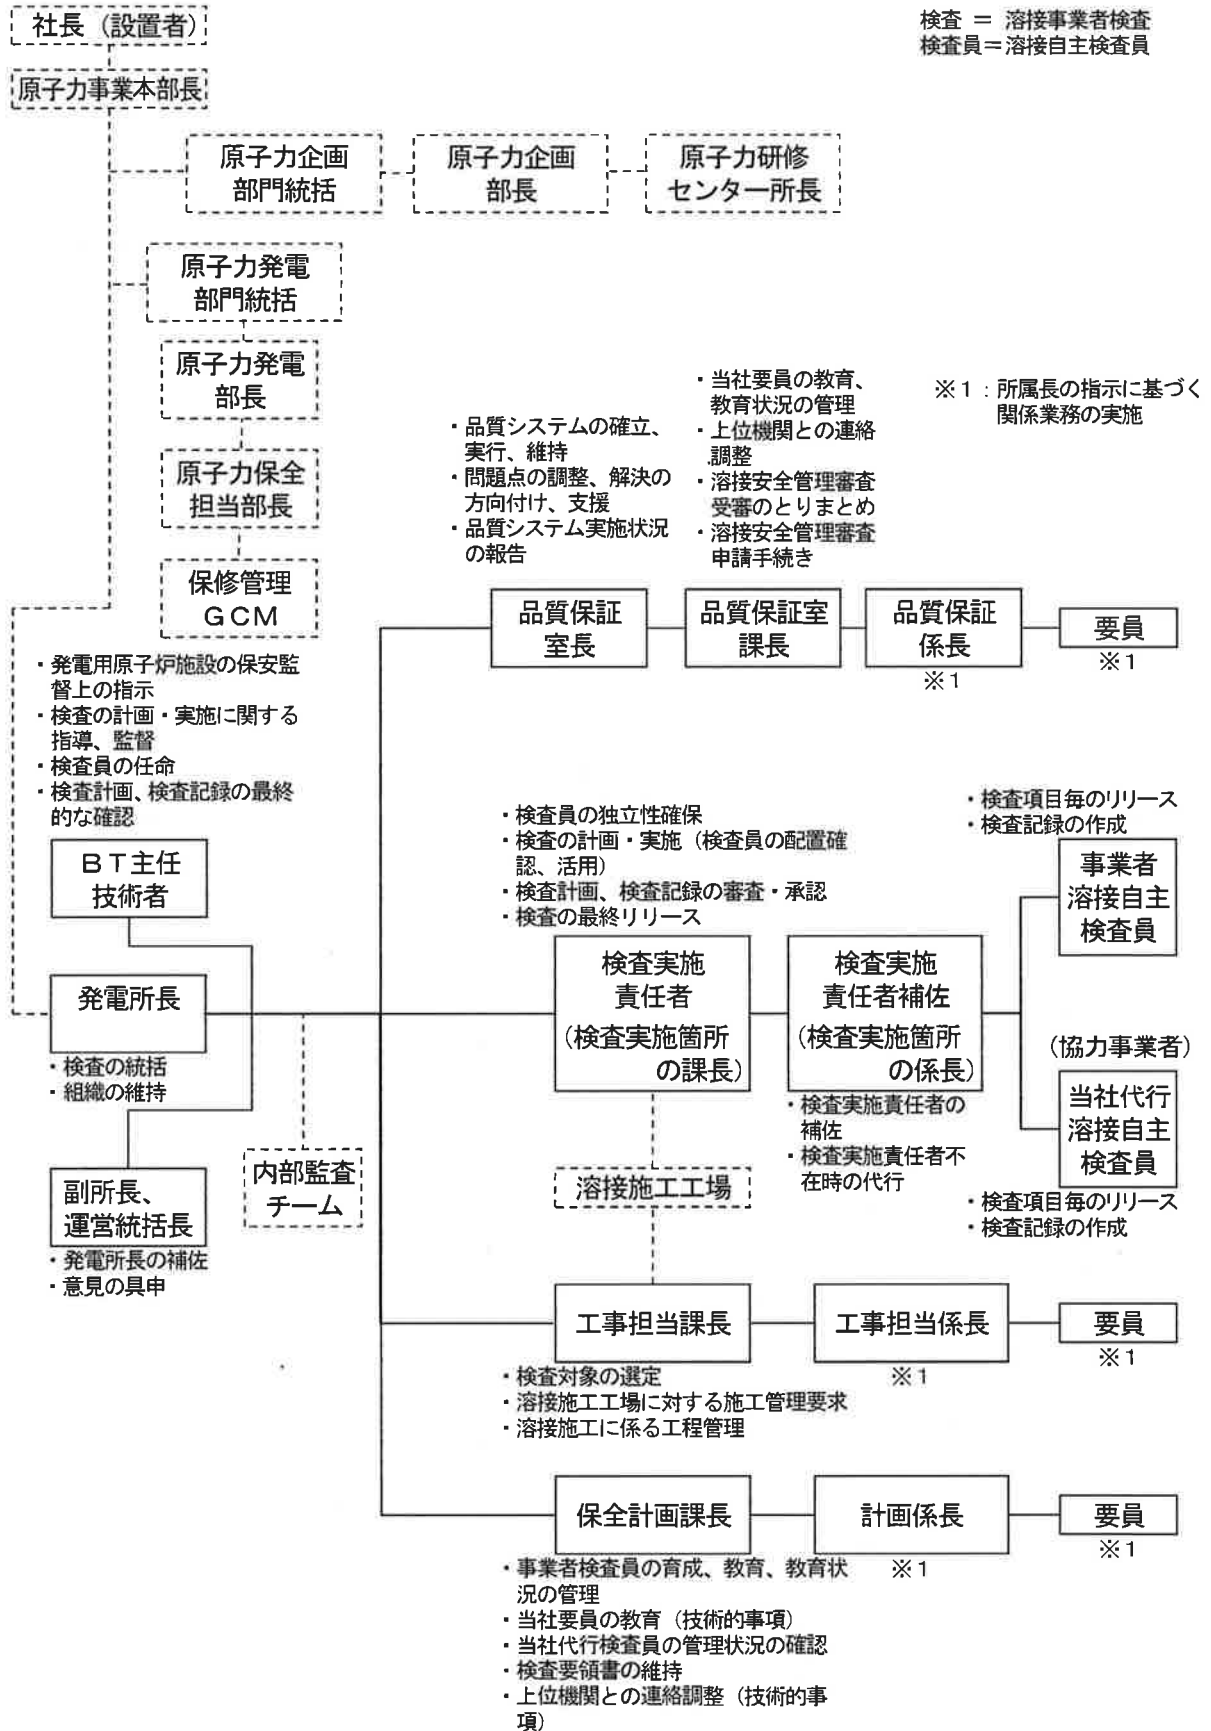 社長（設置者）
検査 ＝ 溶接事業者検査
検査員＝溶接自主検査員
原子力事業本部長
原子力企画
部門統括
原子力企画
部長
原子力研修
センター所長
原子力発電
部門統括
原子力発電
部長
原子力保全
担当部長
保修管理
ＧＣＭ
・品質システムの確立、
実行、維持
・問題点の調整、解決の
方向付け、支援
・品質システム実施状況
の報告
・当社要員の教育、
教育状況の管理
・上位機関との連絡
調整
・溶接安全管理審査
受審のとりまとめ
・溶接安全管理審査
申請手続き
※１：所属長の指示に基づく
関係業務の実施
品質保証
室長
品質保証室
課長
品質保証
係長
※１
要員
※１
・発電用原子炉施設の保安監
督上の指示
・検査の計画・実施に関する
指導、監督
・検査員の任命
・検査計画、検査記録の最終
的な確認
ＢＴ主任
技術者
発電所長
・検査の統括
・組織の維持
副所長、
運営統括長
・発電所長の補佐
・意見の具申
内部監査
チーム
・検査員の独立性確保
・検査の計画・実施（検査員の配置確
認、活用）
・検査計画、検査記録の審査・承認
・検査の最終リリース
検査実施
責任者
（検査実施箇所
の課長）
検査実施
責任者補佐
（検査実施箇所
の係長）
・検査実施責任者の
補佐
・検査実施責任者不
在時の代行
・検査項目毎のリリース
・検査記録の作成
事業者
溶接自主
検査員
（協力事業者）
当社代行
溶接自主
検査員
・検査項目毎のリリース
・検査記録の作成
溶接施工工場
工事担当課長
・検査対象の選定
・溶接施工工場に対する施工管理要求
・溶接施工に係る工程管理
工事担当係長
※１
要員
※１
保全計画課長
・事業者検査員の育成、教育、教育状
況の管理
・当社要員の教育（技術的事項）
・当社代行検査員の管理状況の確認
・検査要領書の維持
・上位機関との連絡調整（技術的事
項）
計画係長
※１
要員
※１